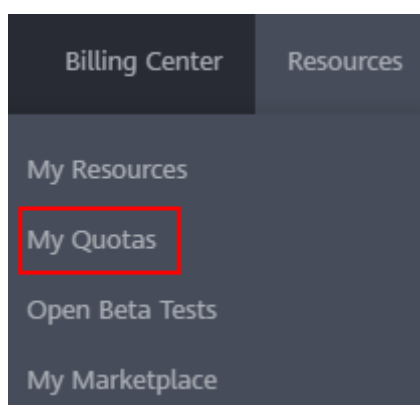 Billing Center Resources
My Resources
My Quotas
Open Beta Tests
My Marketplace